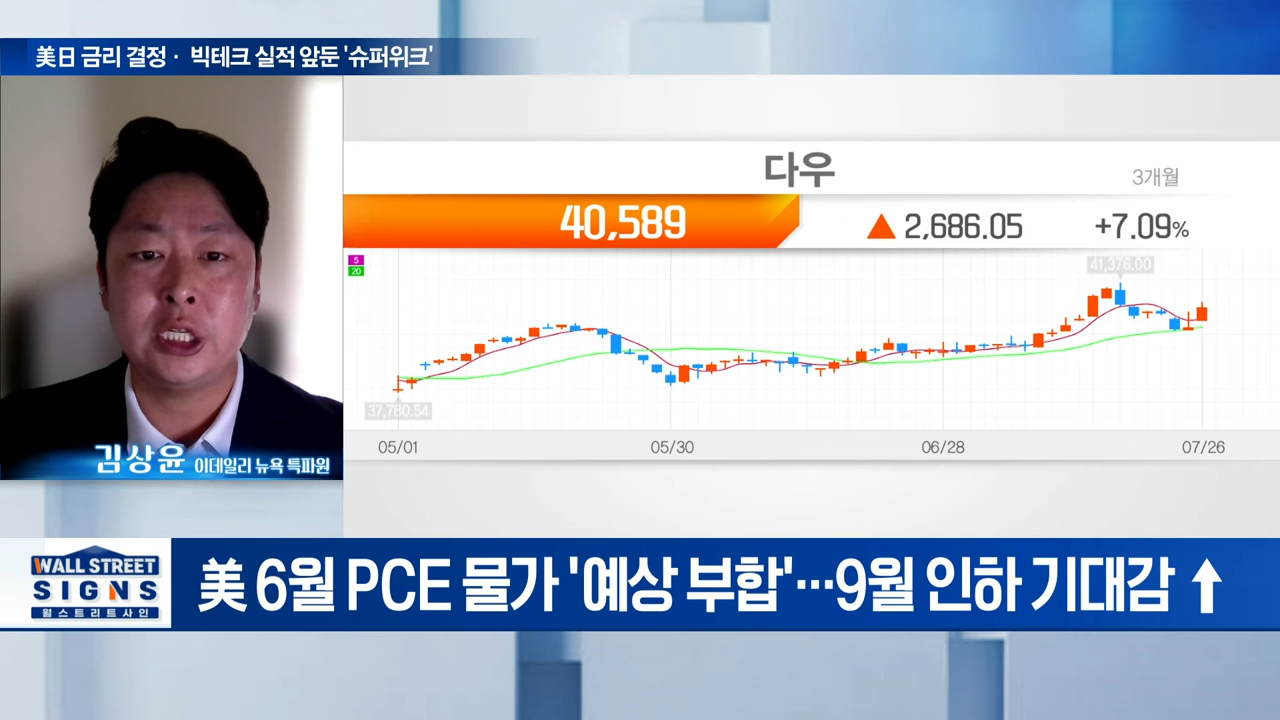 美日 금리 결정· 빅테크 실적 앞둔 '슈퍼위크'
다우
3개월
40,589
▲ 2,686.05
+7.09%
5
20
41,376.00
37,780.54
05/01
05/30
06/28
07/26
김상윤 이데일리 뉴욕 특파원
WALL STREET
SIGNS
월스트리트사인
美 6월 PCE 물가 '예상 부합'…9월 인하 기대감 ↑